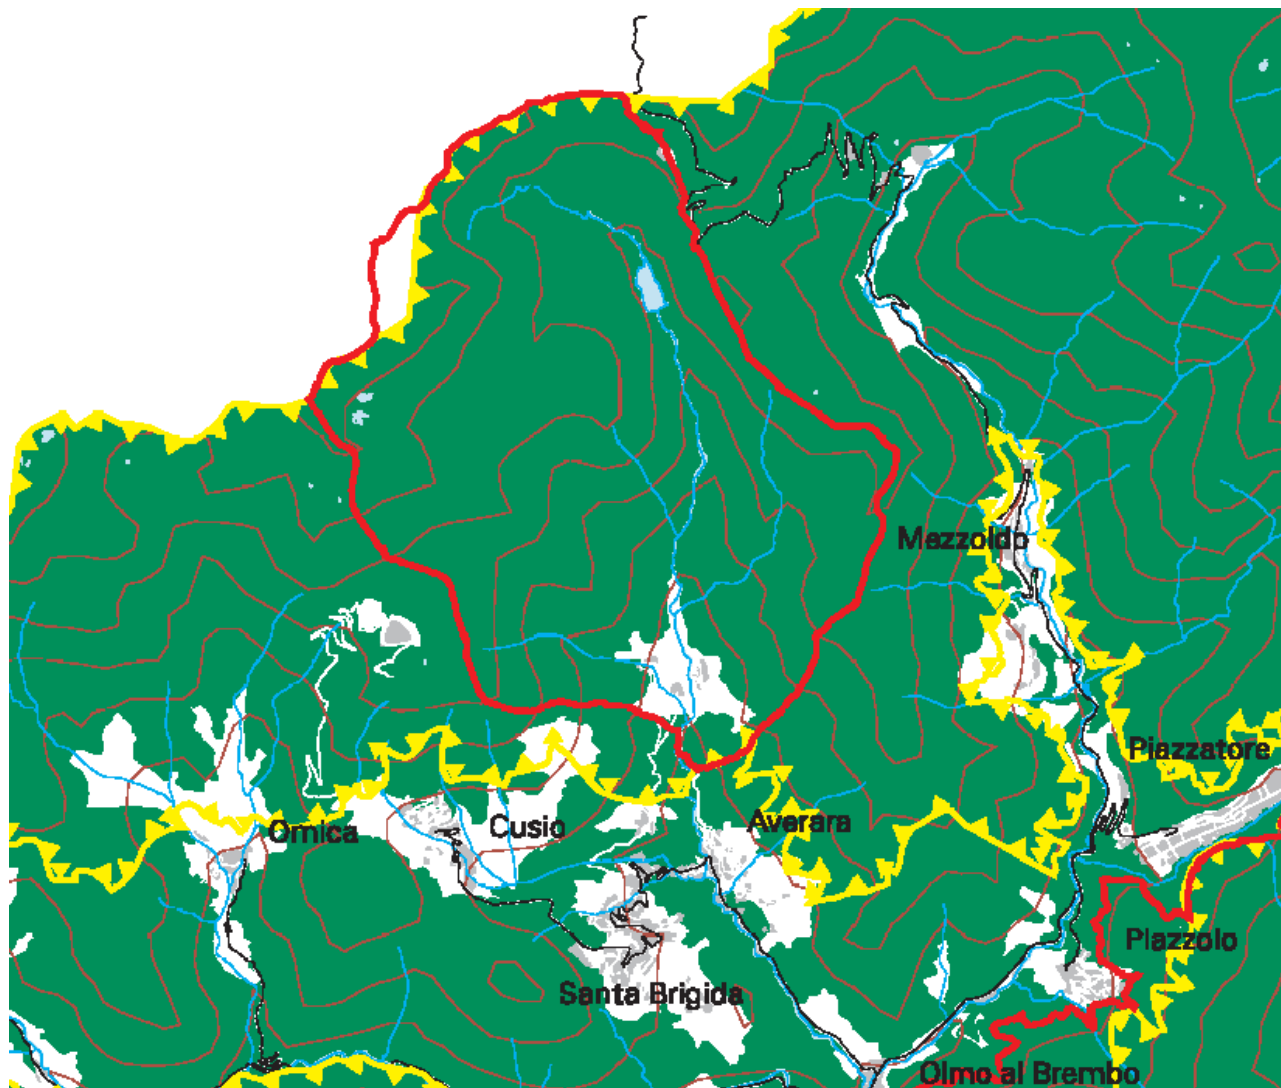 Mezzoldo
Piazzatore
Ornica
Cusio
Averara
Piazzolo
Santa Brigida
Olmo al Brembo